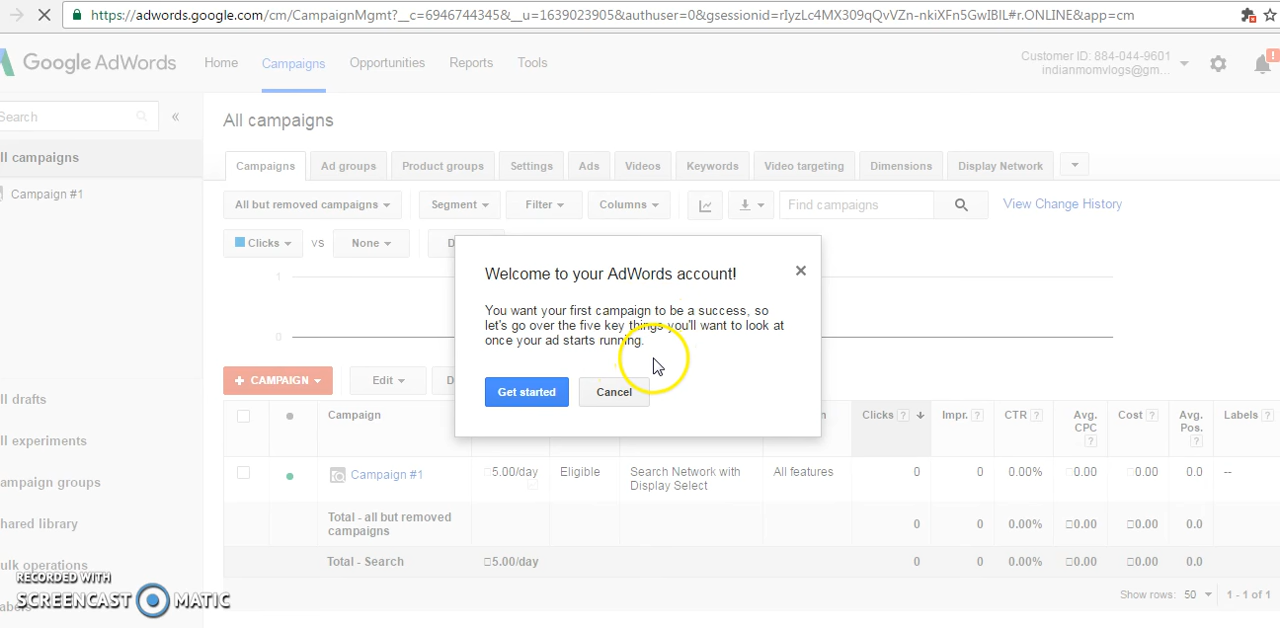 https://adwords.google.com/cm/CampaignMgmt?__c=6946744345&__u=1639023905&authuser=0&gsessionid=rIyzLc4MX309qQvVZn-nkiXFn5GwIBIL#r.ONLINE&app=cm
Google AdWords
Home
Campaigns
Opportunities
Reports
Tools
Customer ID: 884-044-9601
indianmomvlogs@gm...
!
Search
«
All campaigns
ll campaigns
Campaign #1
Campaigns
Ad groups
Product groups
Settings
Ads
Videos
Keywords
Video targeting
Dimensions
Display Network
All but removed campaigns
Segment
Filter
Columns
Find campaigns
View Change History
Clicks
vs
None
D
1
0
Welcome to your AdWords account!
You want your first campaign to be a success, so
let's go over the five key things you'll want to look at
once your ad starts running.
Get started
Cancel
+ CAMPAIGN
Edit
D
Campaign
n
Clicks ?
Impr. ?
CTR ?
Avg.
CPC
?
Cost ?
Avg.
Pos.
?
Labels ?
Campaign #1
5.00/day
Eligible
Search Network with
Display Select
All features
0
0
0.00%
0.00
0.00
0.0
--
Total - all but removed
campaigns
0
0
0.00%
0.00
0.00
0.0
Total - Search
5.00/day
0
0
0.00%
0.00
0.00
0.0
Show rows: 50
1 - 1 of 1
ll drafts
ll experiments
ampaign groups
hared library
ulk operations
abels
RECORDED WITH
SCREENCAST MATIC